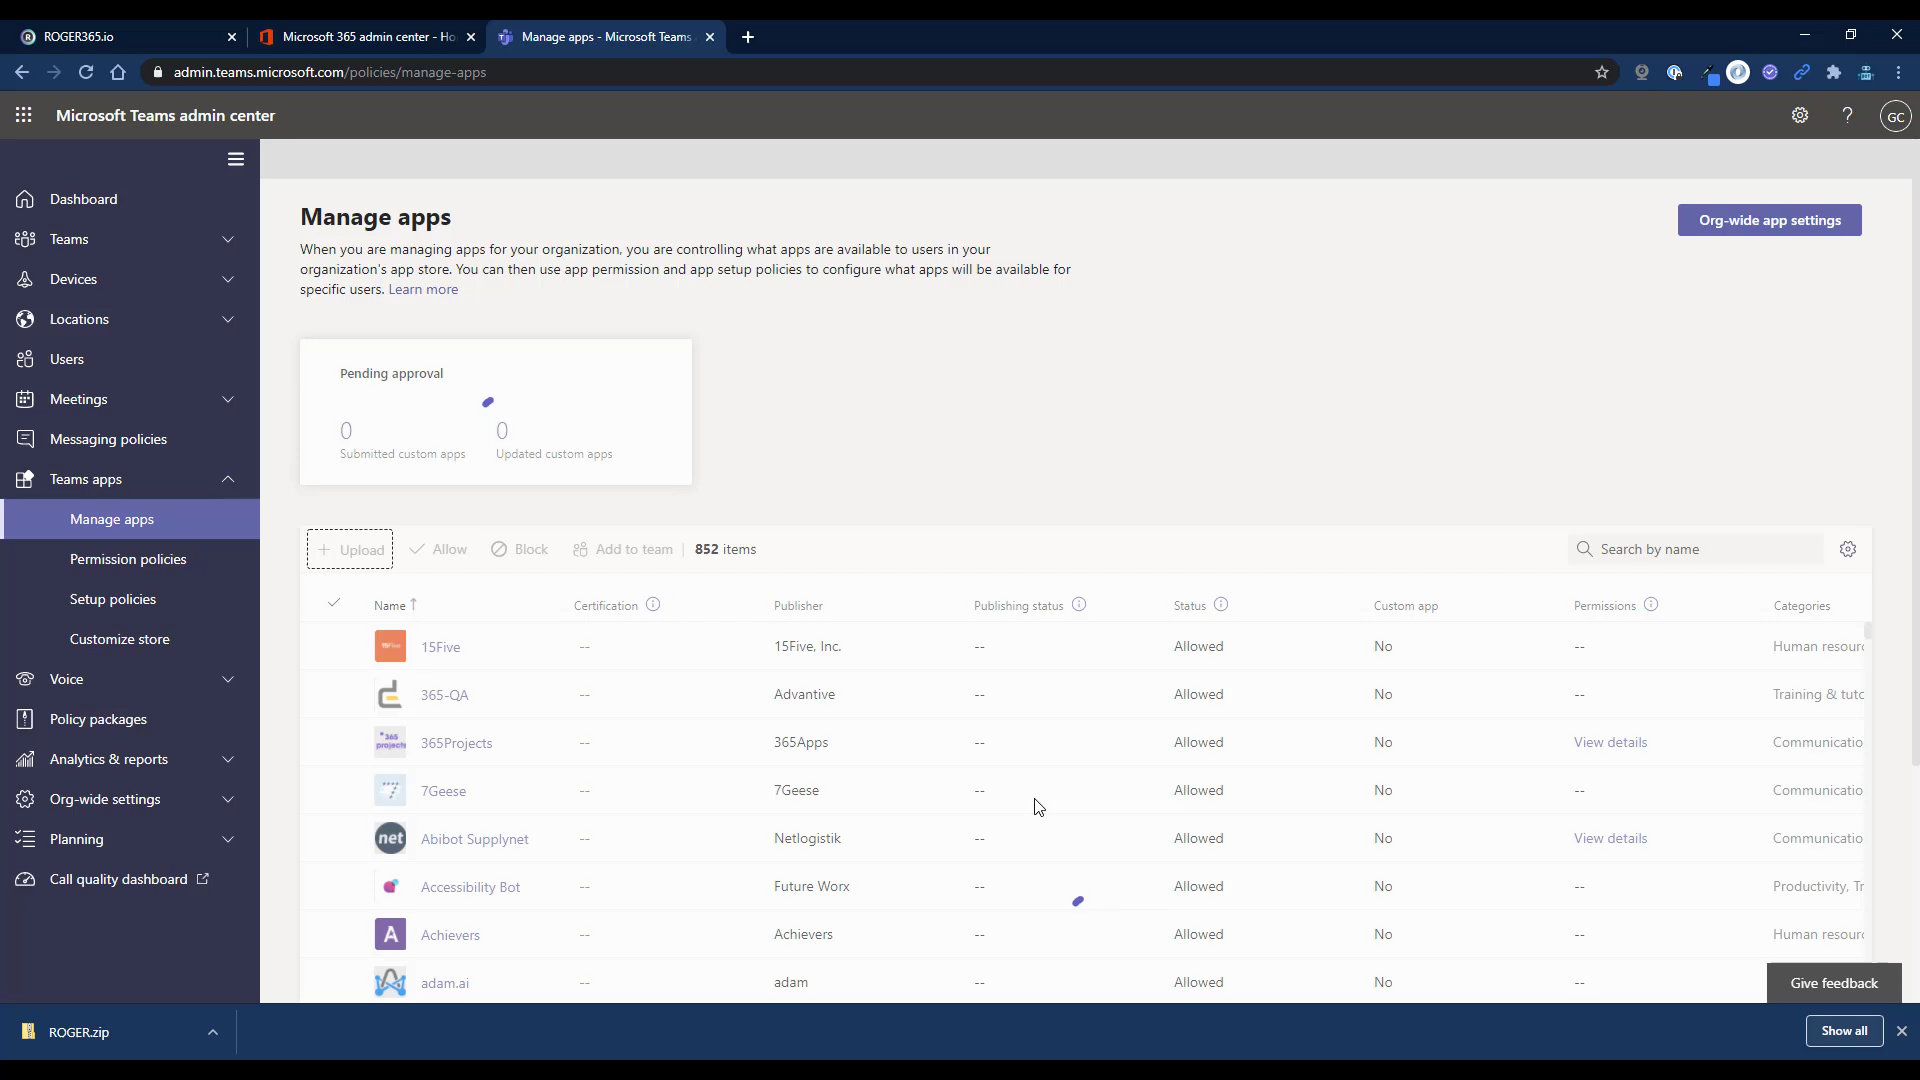 ROGER365.io
Microsoft 365 admin center - Ho
Manage apps - Microsoft Teams
admin.teams.microsoft.com/policies/manage-apps
Microsoft Teams admin center
GC
Dashboard
Teams
Devices
Locations
Users
Meetings
Messaging policies
Teams apps
Manage apps
Permission policies
Setup policies
Customize store
Voice
Policy packages
Analytics & reports
Org-wide settings
Planning
Call quality dashboard
Manage apps
Org-wide app settings
When you are managing apps for your organization, you are controlling what apps are available to users in your
organization's app store. You can then use app permission and app setup policies to configure what apps will be available for
specific users. Learn more
Pending approval
0 0
Submitted custom apps Updated custom apps
+ Upload Allow Block Add to team 852 items Search by name
Name ↑ Certification Publisher Publishing status Status Custom app Permissions Categories
15Five -- 15Five, Inc. -- Allowed No -- Human resourc
365-QA -- Advantive -- Allowed No -- Training & tuto
365 projects 365Projects -- 365Apps -- Allowed No View details Communicatio
7Geese -- 7Geese -- Allowed No -- Communicatio
net Abibot Supplynet -- Netlogistik -- Allowed No View details Communicatio
Accessibility Bot -- Future Worx -- Allowed No -- Productivity, Tr
A Achievers -- Achievers -- Allowed No -- Human resourc
adam.ai -- adam -- Allowed No --
Give feedback
ROGER.zip
Show all